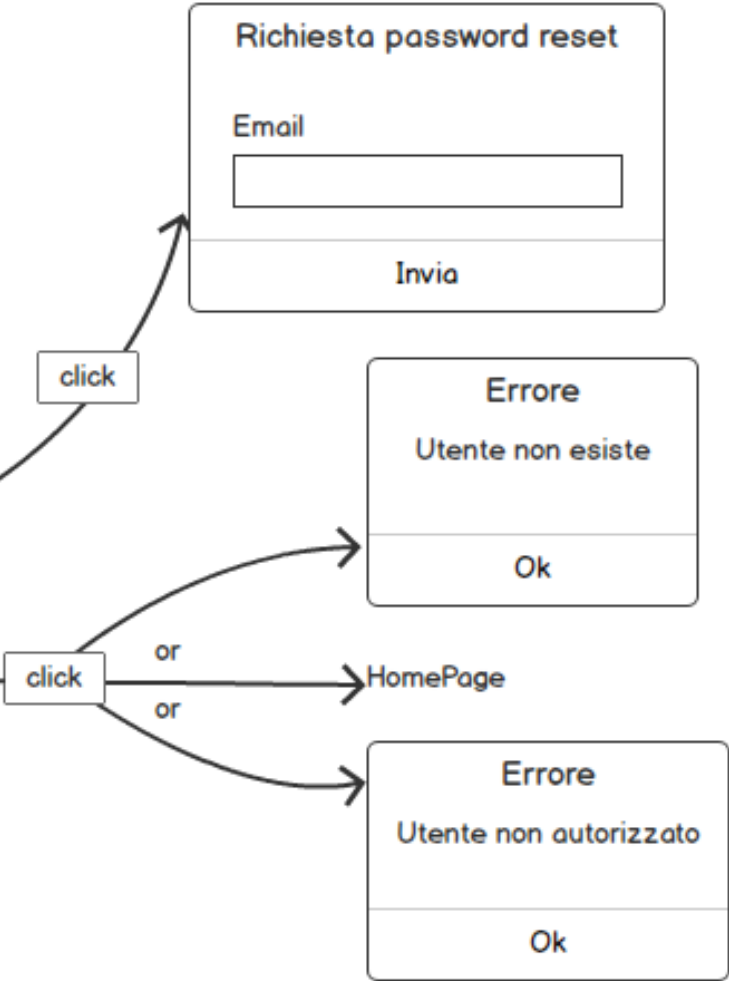 Richiesta password reset
Email
Invia
click
Errore
Utente non esiste
Ok
or
click
HomePage
or
Errore
Utente non autorizzato
Ok